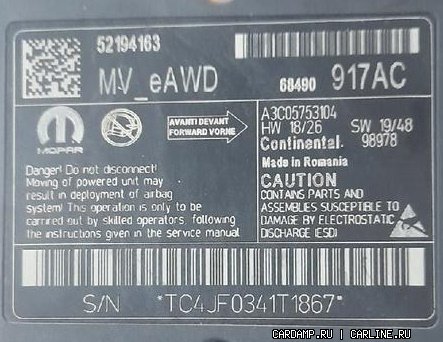 52194163
MV_eAWD
68490 917AC
MOPAR
AVANTI DEVANT
FORWARD VORNE
A3C05753104
HW 18/26 SW 19/48
Continental. 98978
Made in Romania
Danger! Do not disconnect!
Moving of powered unit may
result in deployment of airbag
system! This are only to be
carried out by skilled operators, following
the instructions given in the service manual
CAUTION
CONTAINS PARTS AND
ASSEMBLIES SUSCEPTIBLE TO
DAMAGE BY ELECTROSTATIC
DISCHARGE (ESD)
S/N *TC4JF0341T1867*
CARDAMP.RU | CARLINE.RU